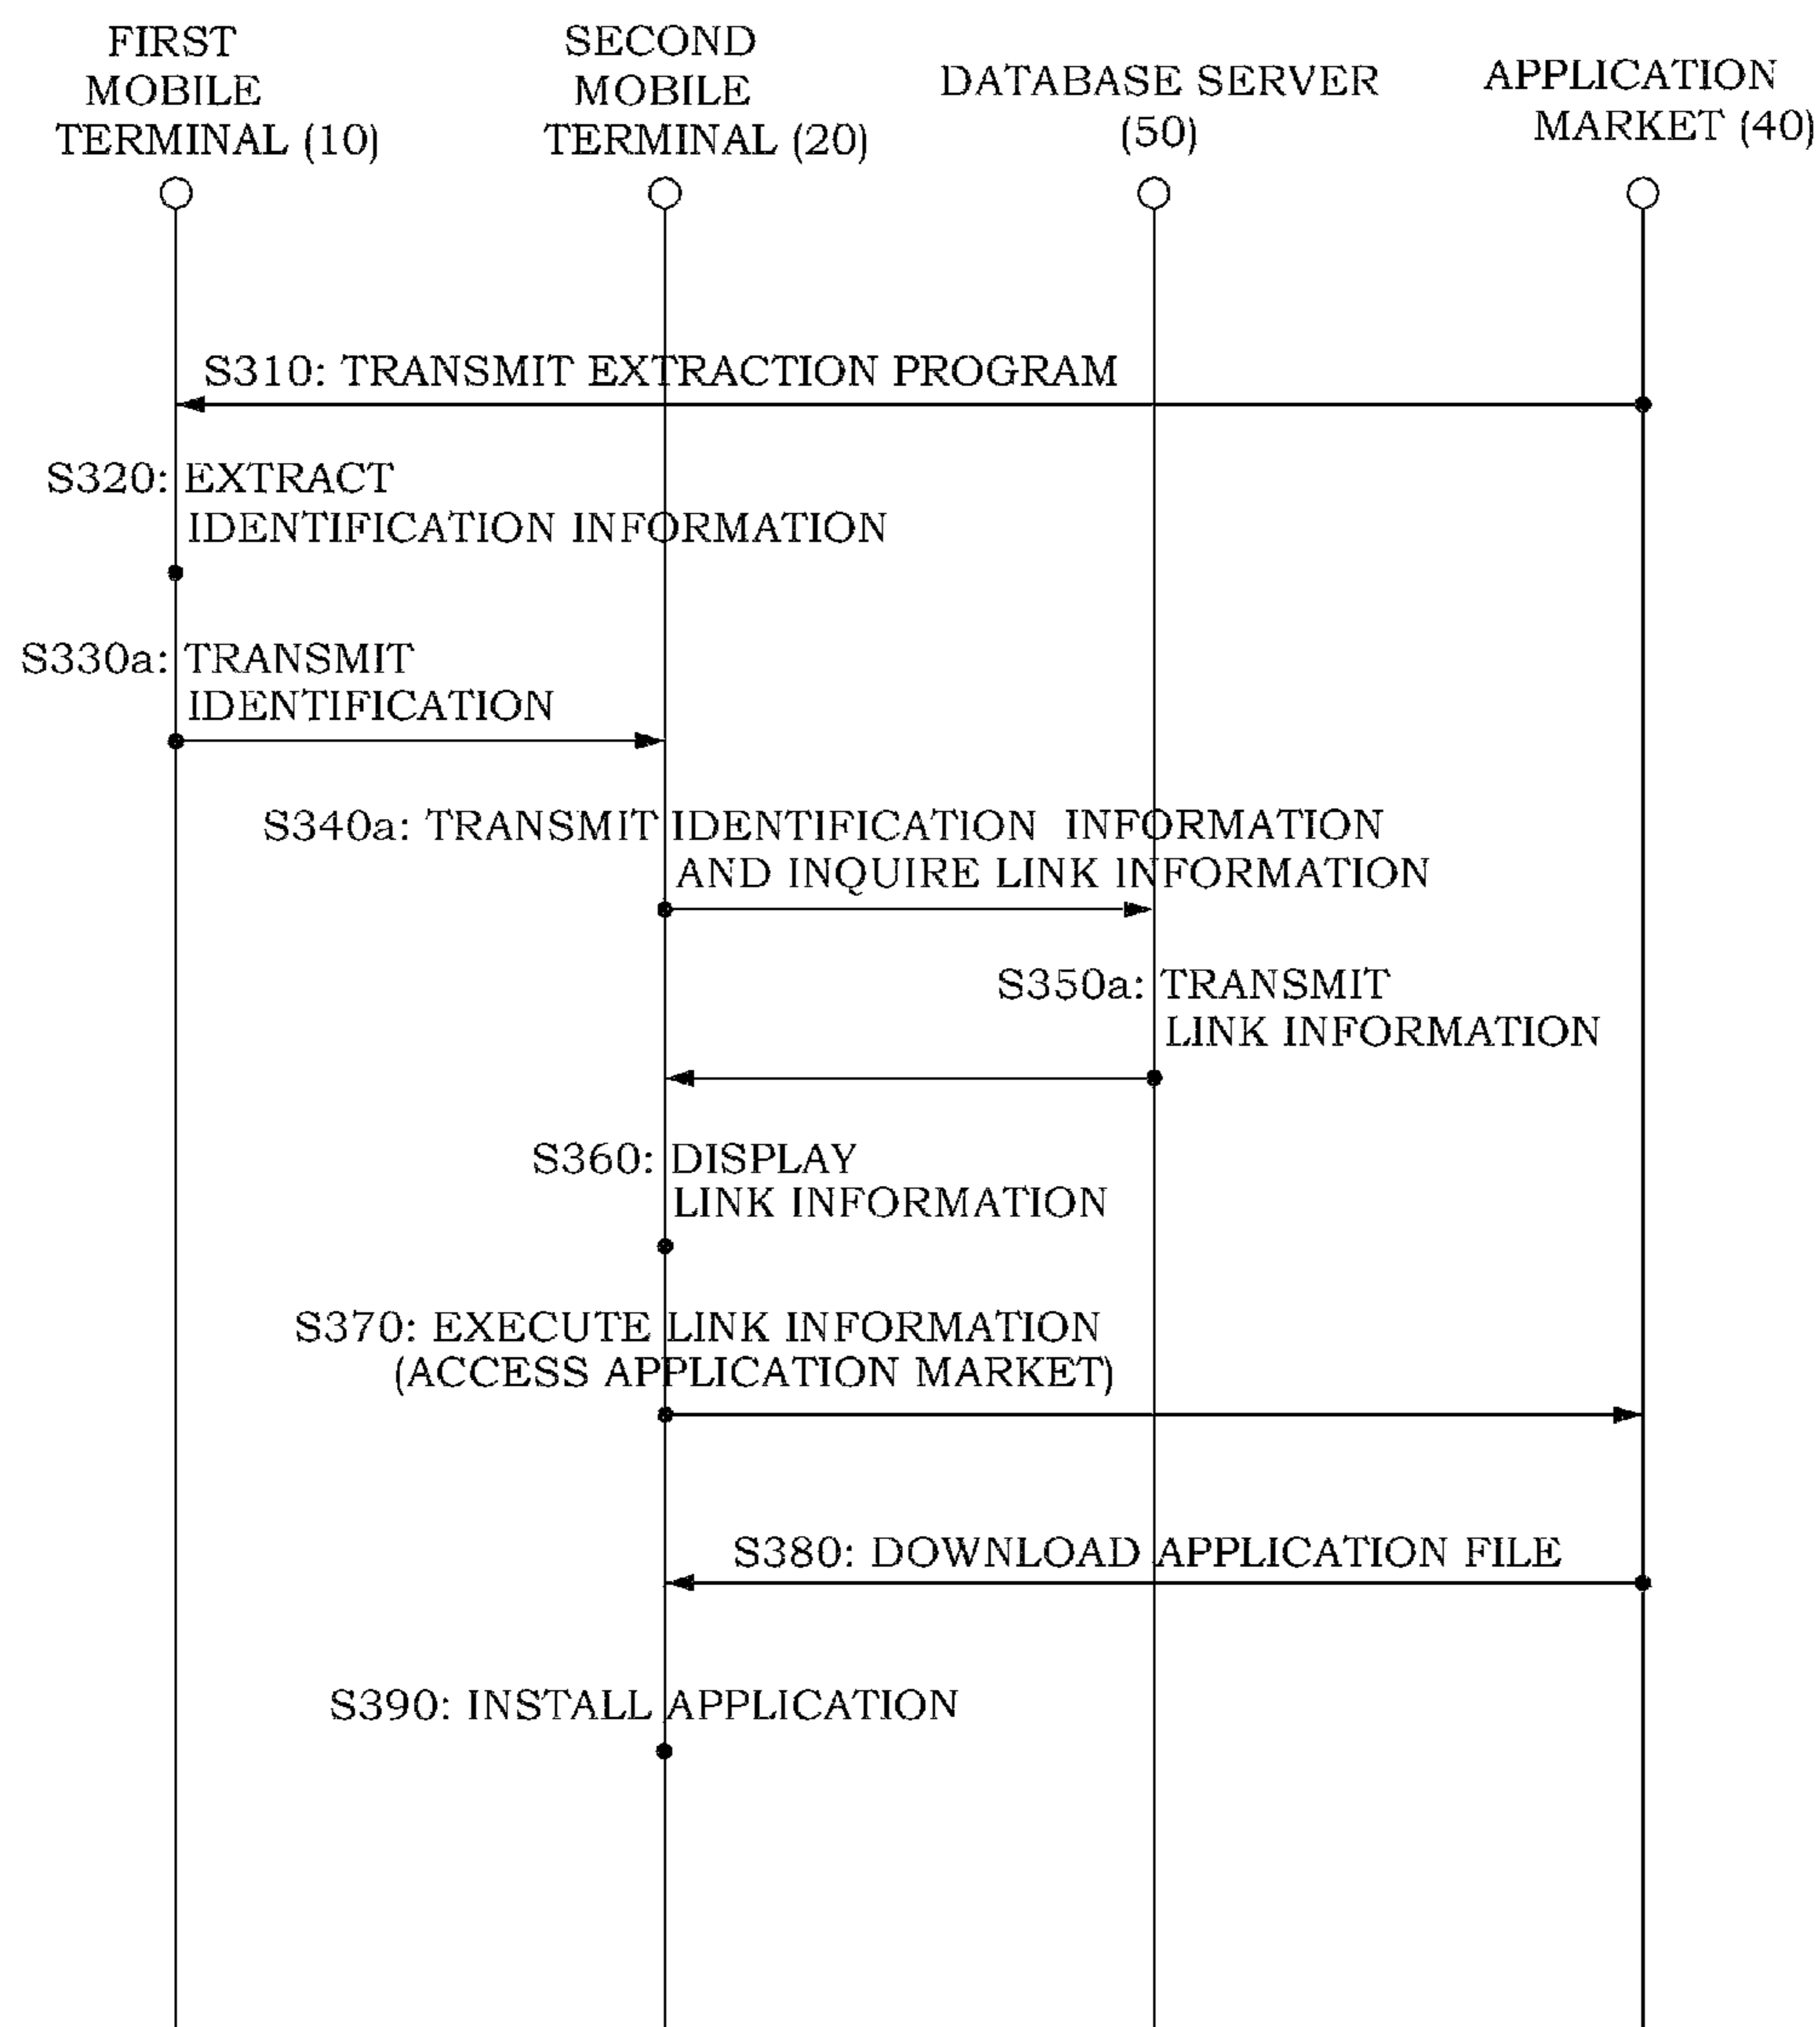 FIRST
MOBILE
TERMINAL (10)
SECOND
MOBILE
TERMINAL (20)
DATABASE SERVER
(50)
APPLICATION
MARKET (40)
S310: TRANSMIT EXTRACTION PROGRAM
S320: EXTRACT
IDENTIFICATION INFORMATION
S330a: TRANSMIT
IDENTIFICATION
S340a: TRANSMIT IDENTIFICATION INFORMATION
AND INQUIRE LINK INFORMATION
S350a: TRANSMIT
LINK INFORMATION
S360: DISPLAY
LINK INFORMATION
S370: EXECUTE LINK INFORMATION
(ACCESS APPLICATION MARKET)
S380: DOWNLOAD APPLICATION FILE
S390: INSTALL APPLICATION